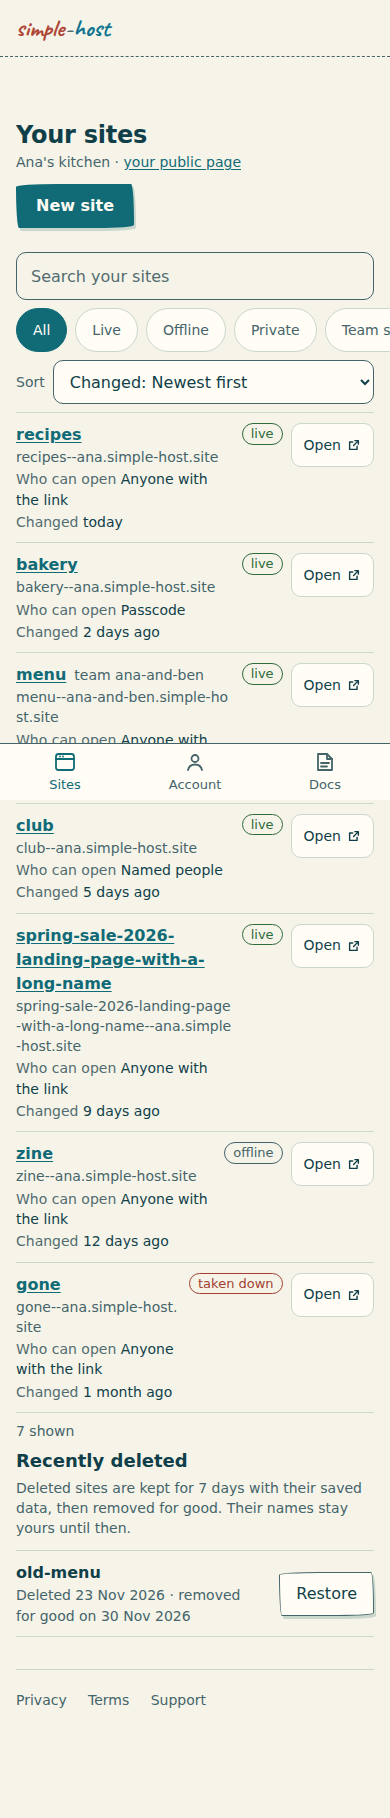 simple-host
Your sites
Ana's kitchen · your public page
New site
Search your sites
All Live Offline Private Team s
Sort Changed: Newest first
recipes live Open
recipes--ana.simple-host.site
Who can open Anyone with
the link
Changed today
bakery live Open
bakery--ana.simple-host.site
Who can open Passcode
Changed 2 days ago
menu team ana-and-ben live Open
menu--ana-and-ben.simple-ho
st.site
Who can open Anyone with
Sites Account Docs
club live Open
club--ana.simple-host.site
Who can open Named people
Changed 5 days ago
spring-sale-2026- live Open
landing-page-with-a-
long-name
spring-sale-2026-landing-page
-with-a-long-name--ana.simple
-host.site
Who can open Anyone with
the link
Changed 9 days ago
zine offline Open
zine--ana.simple-host.site
Who can open Anyone with
the link
Changed 12 days ago
gone taken down Open
gone--ana.simple-host.
site
Who can open Anyone
with the link
Changed 1 month ago
7 shown
Recently deleted
Deleted sites are kept for 7 days with their saved
data, then removed for good. Their names stay
yours until then.
old-menu
Deleted 23 Nov 2026 · removed
for good on 30 Nov 2026
Restore
Privacy Terms Support